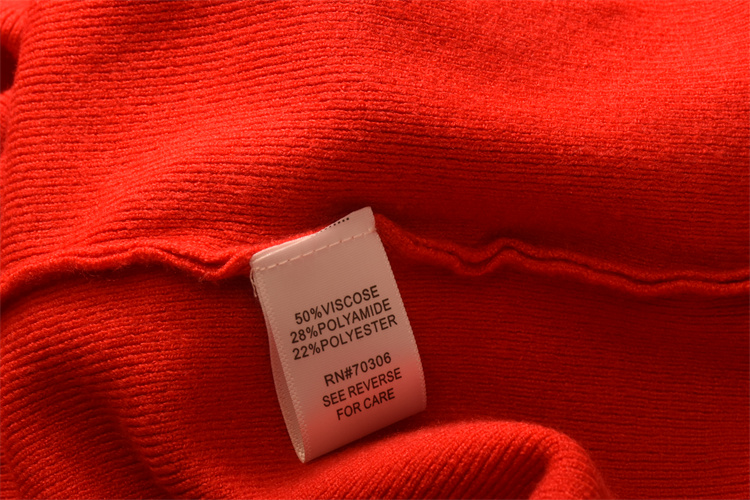 50%VISCOSE
28%POLYAMIDE
22%POLYESTER
RN#70306
SEE REVERSE
FOR CARE